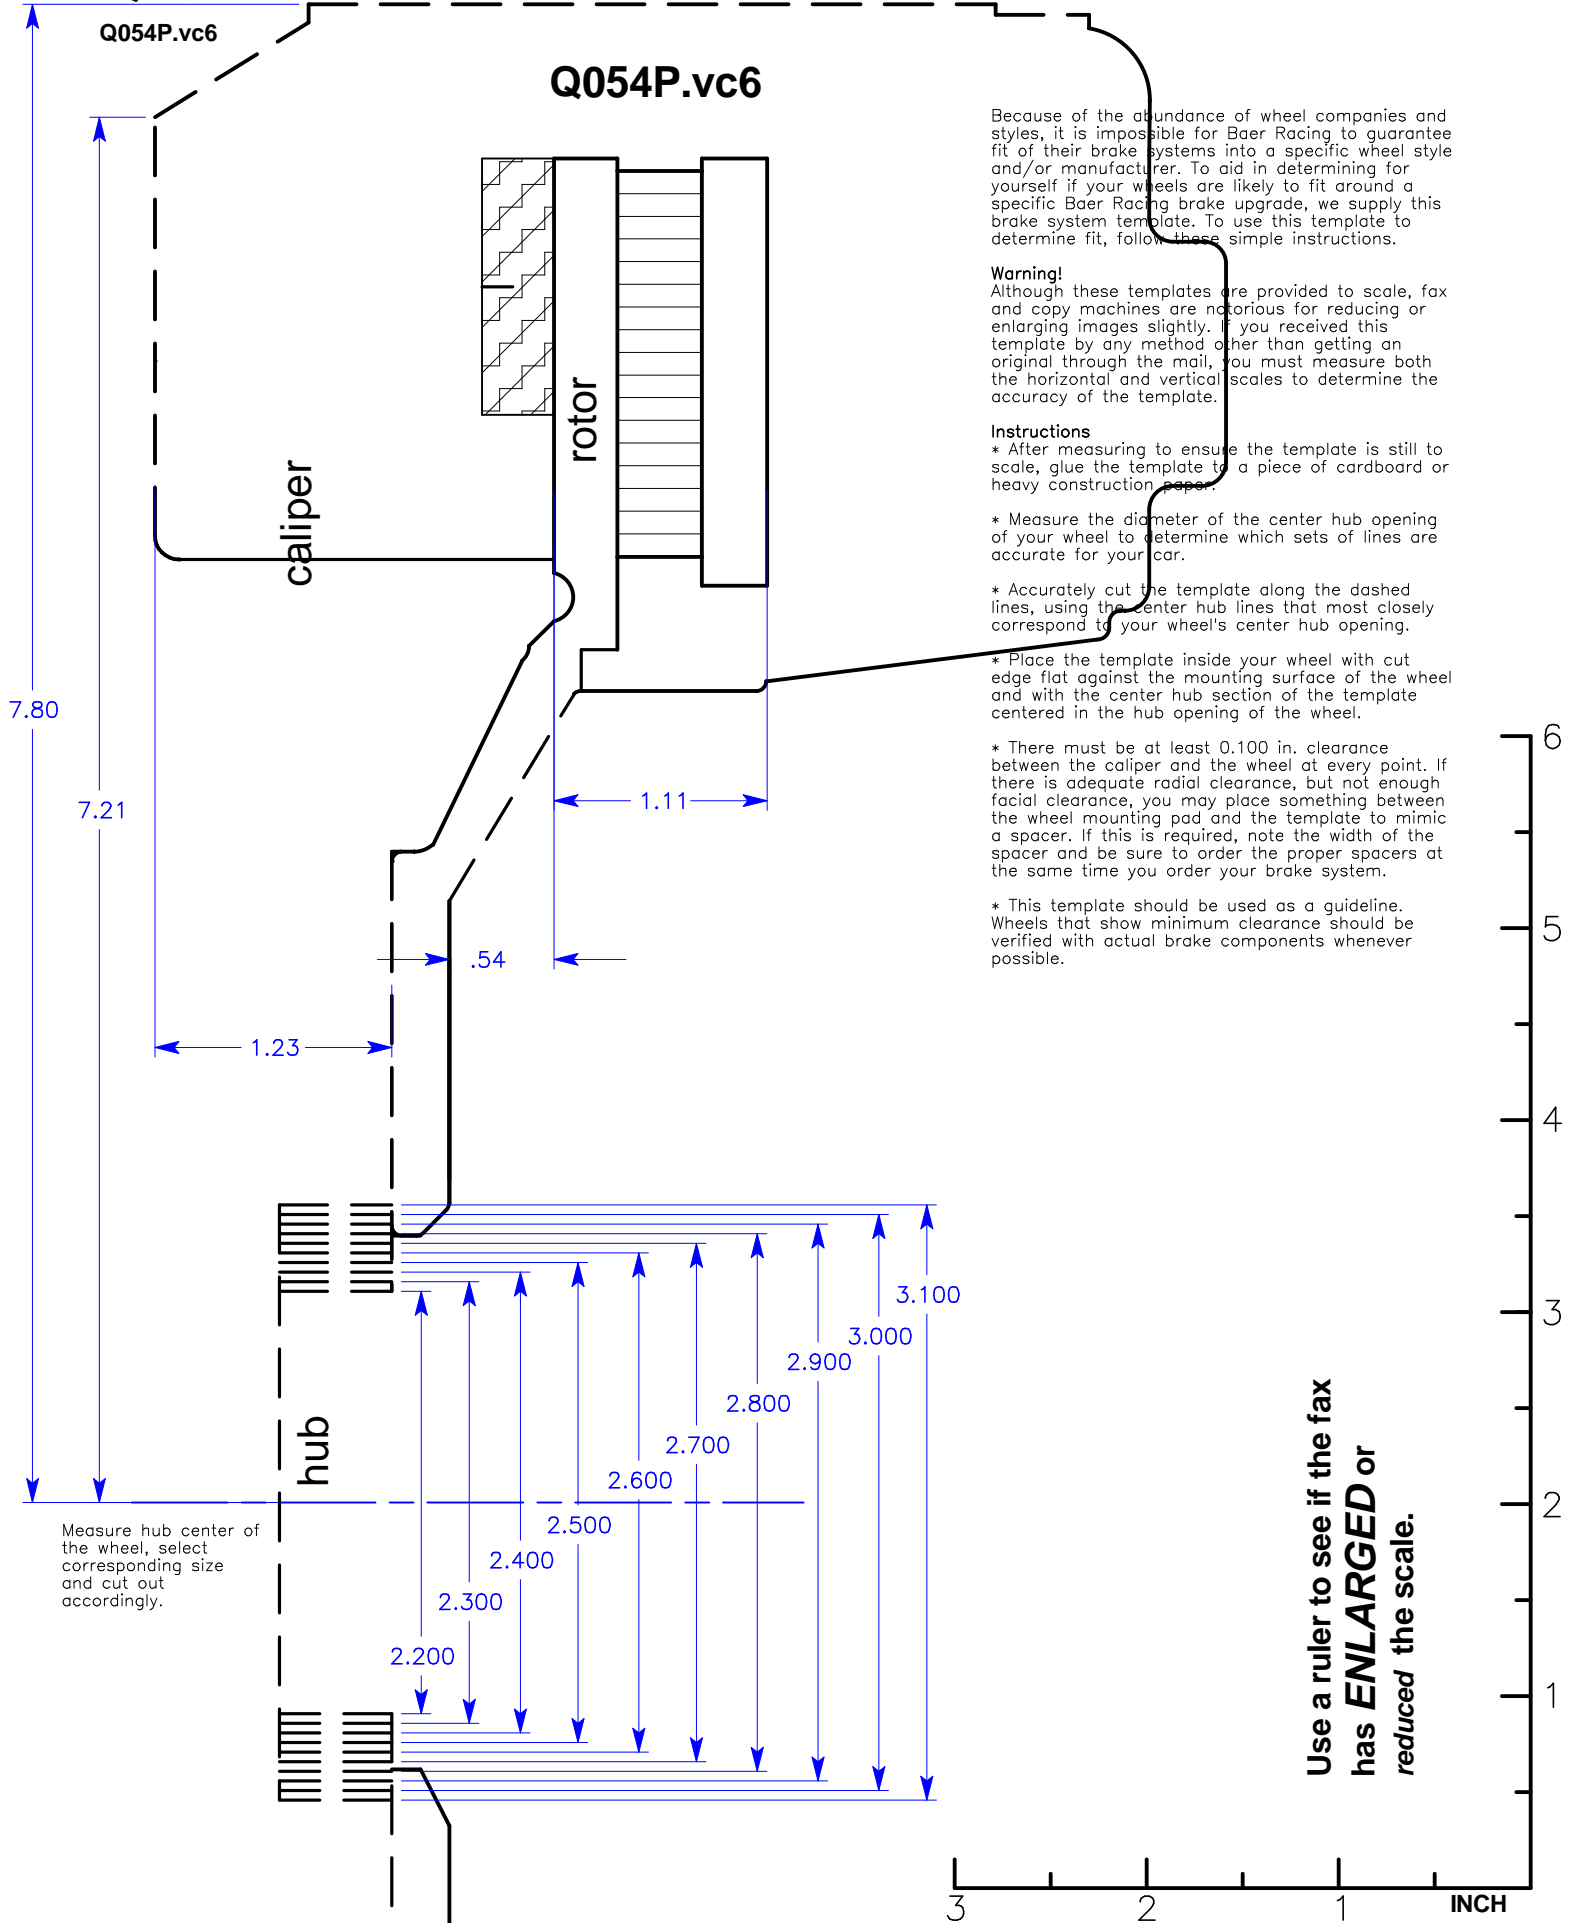 Q054P.vc6
Q054P.vc6
Because of the abundance of wheel companies and
styles, it is impossible for Baer Racing to guarantee
fit of their brake systems into a specific wheel style
and/or manufacturer. To aid in determining for
yourself if your wheels are likely to fit around a
specific Baer Racing brake upgrade, we supply this
brake system template. To use this template to
determine fit, follow these simple instructions.
Warning!
Although these templates are provided to scale, fax
and copy machines are notorious for reducing or
enlarging images slightly. If you received this
template by any method other than getting an
original through the mail, you must measure both
the horizontal and vertical scales to determine the
accuracy of the template.
Instructions
* After measuring to ensure the template is still to
scale, glue the template to a piece of cardboard or
heavy construction paper.
* Measure the diameter of the center hub opening
of your wheel to determine which sets of lines are
accurate for your car.
* Accurately cut the template along the dashed
lines, using the center hub lines that most closely
correspond to your wheel's center hub opening.
* Place the template inside your wheel with cut
edge flat against the mounting surface of the wheel
and with the center hub section of the template
centered in the hub opening of the wheel.
* There must be at least 0.100 in. clearance
between the caliper and the wheel at every point. If
there is adequate radial clearance, but not enough
facial clearance, you may place something between
the wheel mounting pad and the template to mimic
a spacer. If this is required, note the width of the
spacer and be sure to order the proper spacers at
the same time you order your brake system.
* This template should be used as a guideline.
Wheels that show minimum clearance should be
verified with actual brake components whenever
possible.
rotor
caliper
7.80
7.21
1.11
.54
1.23
3.100
3.000
2.900
2.800
2.700
2.600
2.500
2.400
2.300
2.200
hub
Measure hub center of
the wheel, select
corresponding size
and cut out
accordingly.
Use a ruler to see if the fax
has ENLARGED or
reduced the scale.
6
5
4
3
2
1
3
2
1
INCH